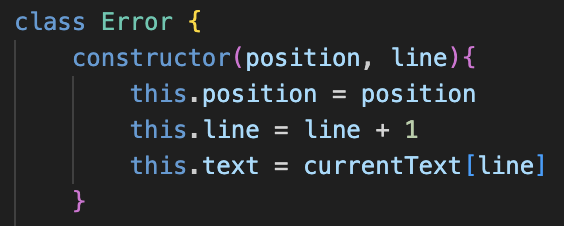 class Error {
    constructor(position, line){
        this.position = position
        this.line = line + 1
        this.text = currentText[line]
    }